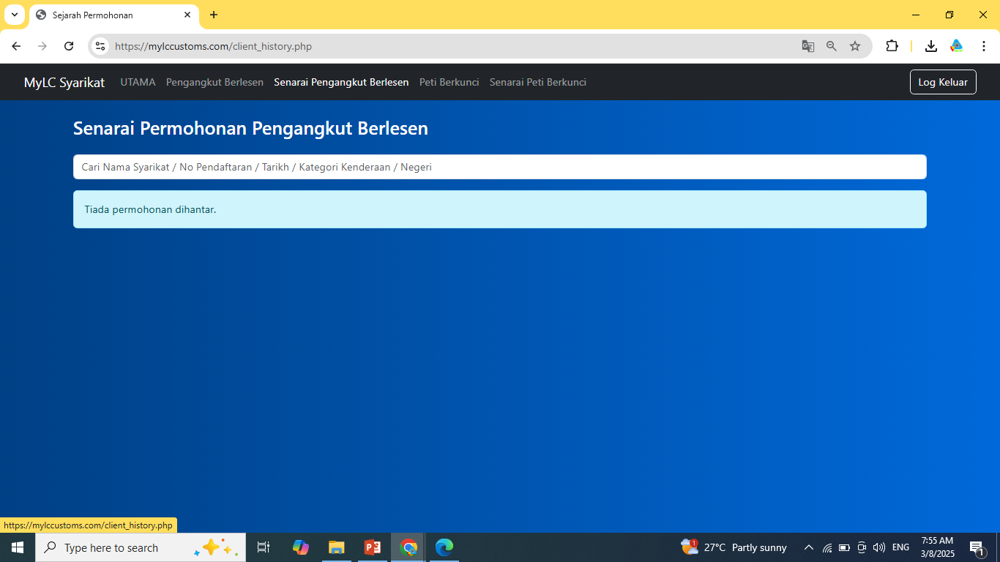 Sejarah Permohonan
https://mylccustoms.com/client_history.php
MyLC Syarikat UTAMA Pengangkut Berlesen Senarai Pengangkut Berlesen Peti Berkunci Senarai Peti Berkunci Log Keluar
Senarai Permohonan Pengangkut Berlesen
Cari Nama Syarikat / No Pendaftaran / Tarikh / Kategori Kenderaan / Negeri
Tiada permohonan dihantar.
https://mylccustoms.com/client_history.php
Type here to search
1
27°C Partly sunny
ENG
7:55 AM
3/8/2025
1